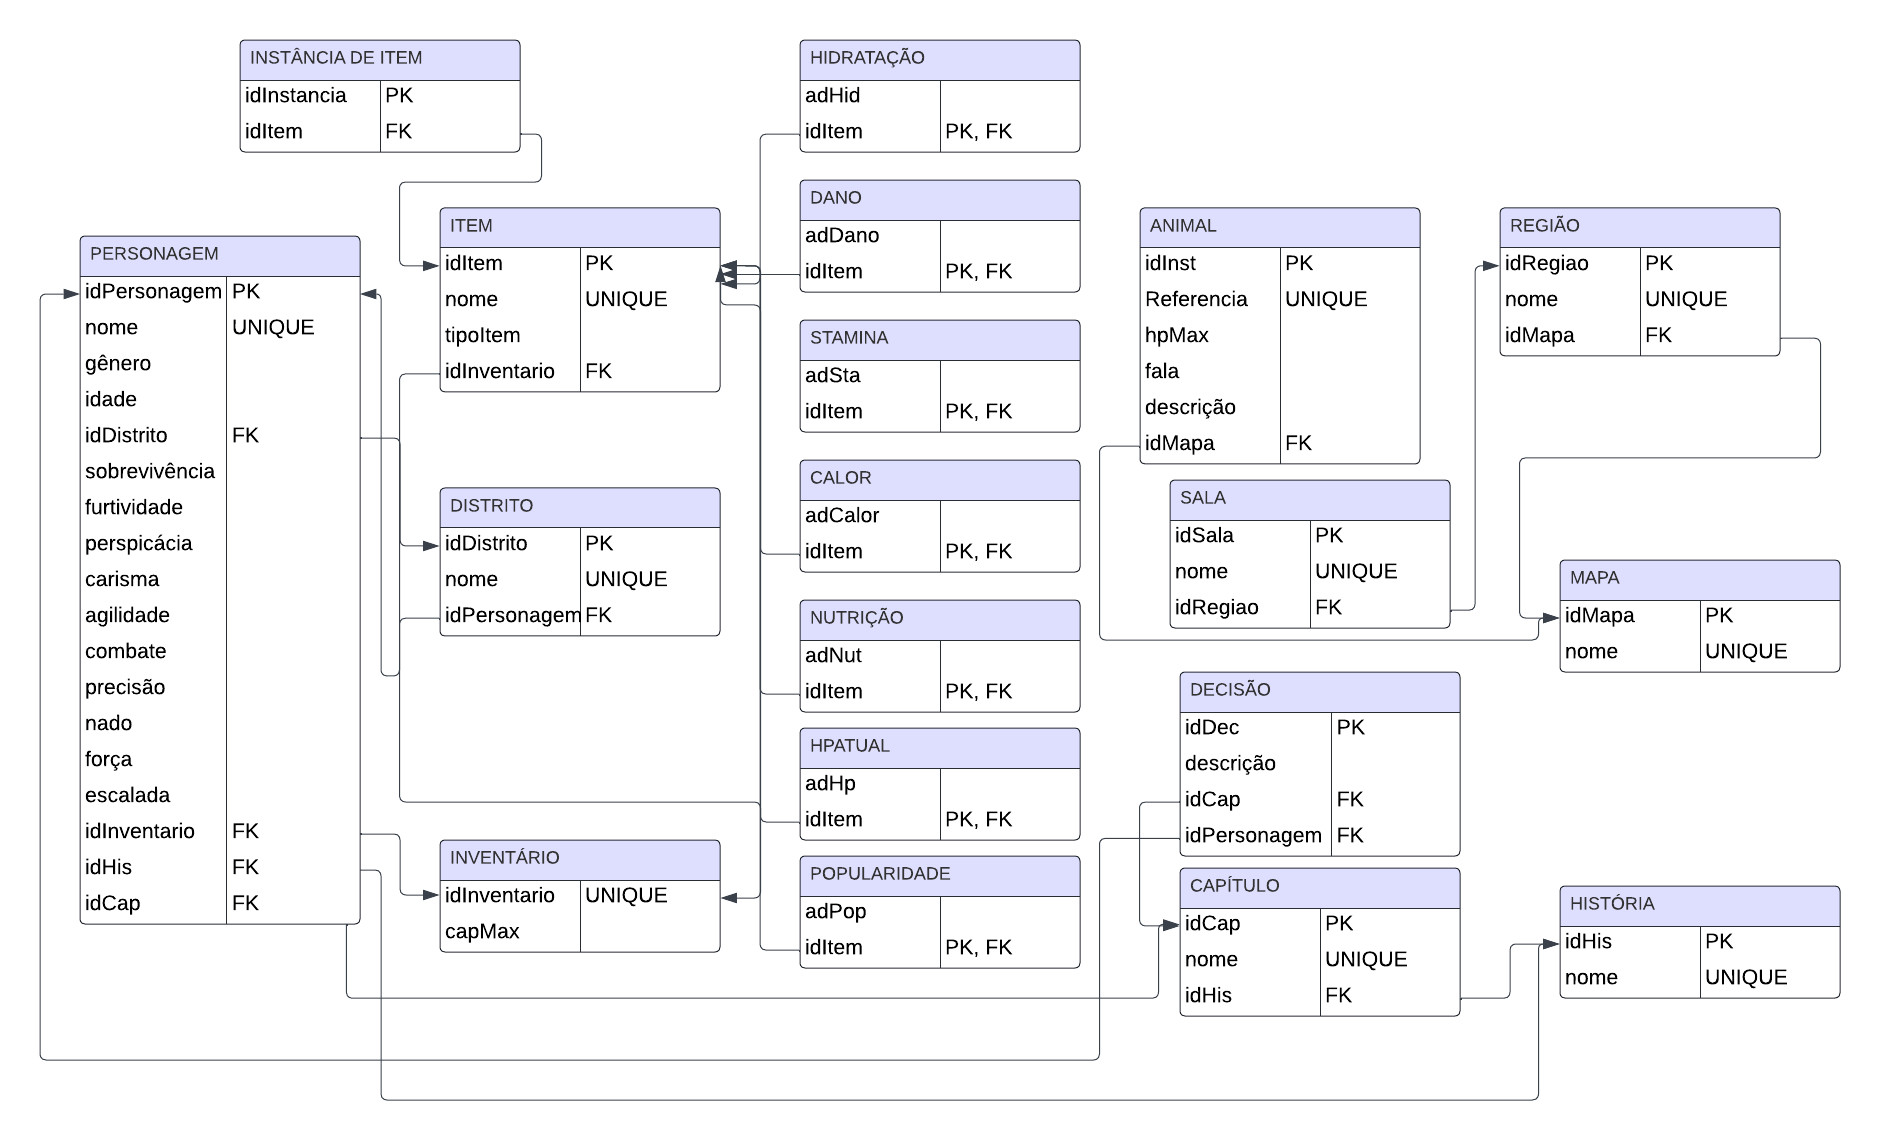 INSTÂNCIA DE ITEM
idInstancia PK
idItem FK
PERSONAGEM
idPersonagem PK
nome UNIQUE
gênero
idade
idDistrito FK
sobrevivência
furtividade
perspicácia
carisma
agilidade
combate
precisão
nado
força
escalada
idInventario FK
idHis FK
idCap FK
ITEM
idItem PK
nome UNIQUE
tipoItem
idInventario FK
DISTRITO
idDistrito PK
nome UNIQUE
idPersonagem FK
INVENTÁRIO
idInventario UNIQUE
capMax
HIDRATAÇÃO
adHid
idItem PK, FK
DANO
adDano
idItem PK, FK
STAMINA
adSta
idItem PK, FK
CALOR
adCalor
idItem PK, FK
NUTRIÇÃO
adNut
idItem PK, FK
HPATUAL
adHp
idItem PK, FK
POPULARIDADE
adPop
idItem PK, FK
ANIMAL
idInst PK
Referencia UNIQUE
hpMax
fala
descrição
idMapa FK
SALA
idSala PK
nome UNIQUE
idRegiao FK
DECISÃO
idDec PK
descrição
idCap FK
idPersonagem FK
CAPÍTULO
idCap PK
nome UNIQUE
idHis FK
REGIÃO
idRegiao PK
nome UNIQUE
idMapa FK
MAPA
idMapa PK
nome UNIQUE
HISTÓRIA
idHis PK
nome UNIQUE